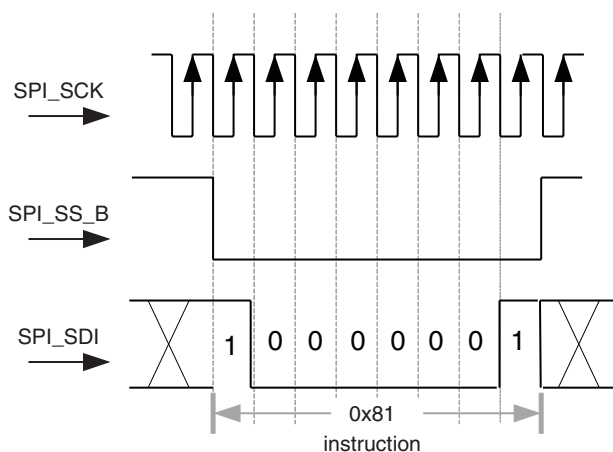 SPI_SCK
SPI_SS_B
SPI_SDI
1 0 0 0 0 0 0 1
0x81
instruction